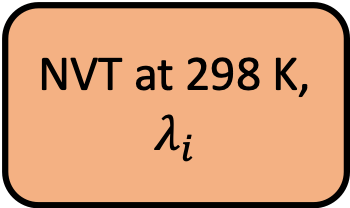 NVT at 298 K,
λᵢ